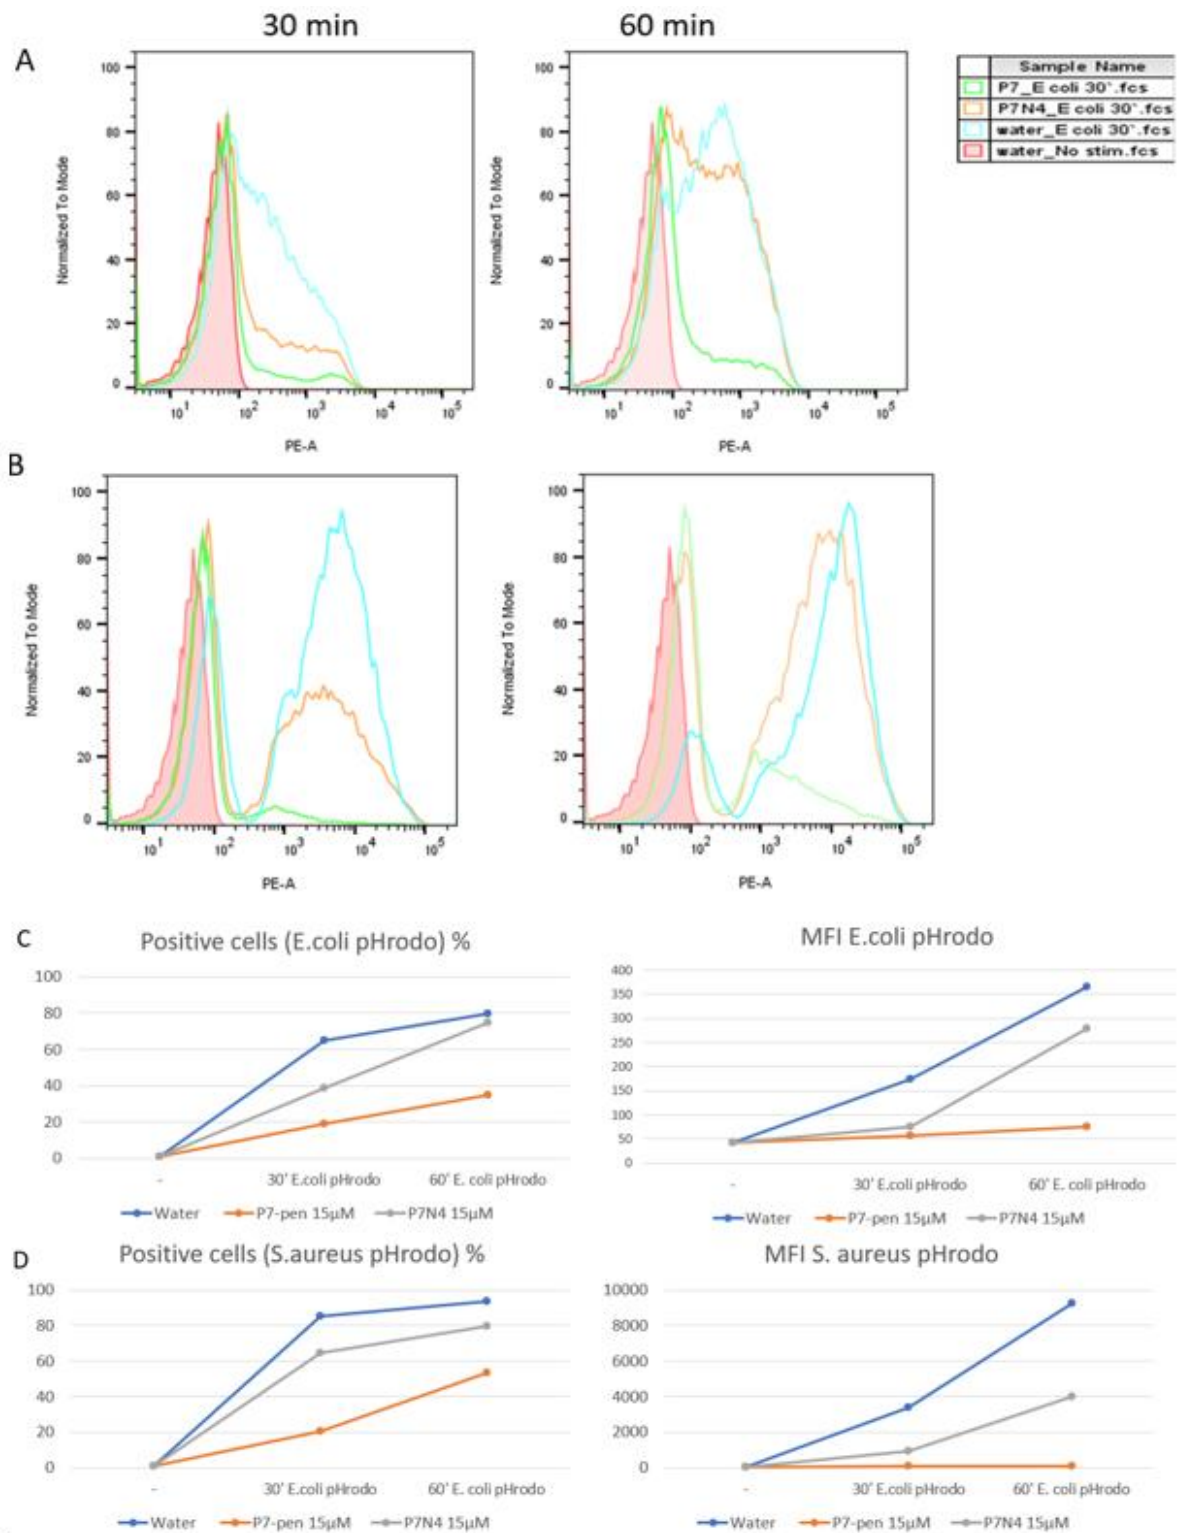 30 min
60 min
A
100
80
60
40
20
0
Normalized To Mode
10¹ 10² 10³ 10⁴ 10⁵
PE-A
100
80
60
40
20
0
Normalized To Mode
10¹ 10² 10³ 10⁴ 10⁵
PE-A
Sample Name
P7_E coli 30`.fcs
P7N4_E coli 30`.fcs
water_E coli 30`.fcs
water_No stim.fcs
B
100
80
60
40
20
0
Normalized To Mode
10¹ 10² 10³ 10⁴ 10⁵
PE-A
100
80
60
40
20
0
Normalized To Mode
10¹ 10² 10³ 10⁴ 10⁵
PE-A
C
Positive cells (E.coli pHrodo) %
100
80
60
40
20
0
- 30' E.coli pHrodo 60' E. coli pHrodo
Water P7-pen 15µM P7N4 15µM
MFI E.coli pHrodo
400
350
300
250
200
150
100
50
0
- 30' E.coli pHrodo 60' E. coli pHrodo
Water P7-pen 15µM P7N4 15µM
D
Positive cells (S.aureus pHrodo) %
100
80
60
40
20
0
- 30' E.coli pHrodo 60' E. coli pHrodo
Water P7-pen 15µM P7N4 15µM
MFI S. aureus pHrodo
10000
8000
6000
4000
2000
0
- 30' E.coli pHrodo 60' E. coli pHrodo
Water P7-pen 15µM P7N4 15µM